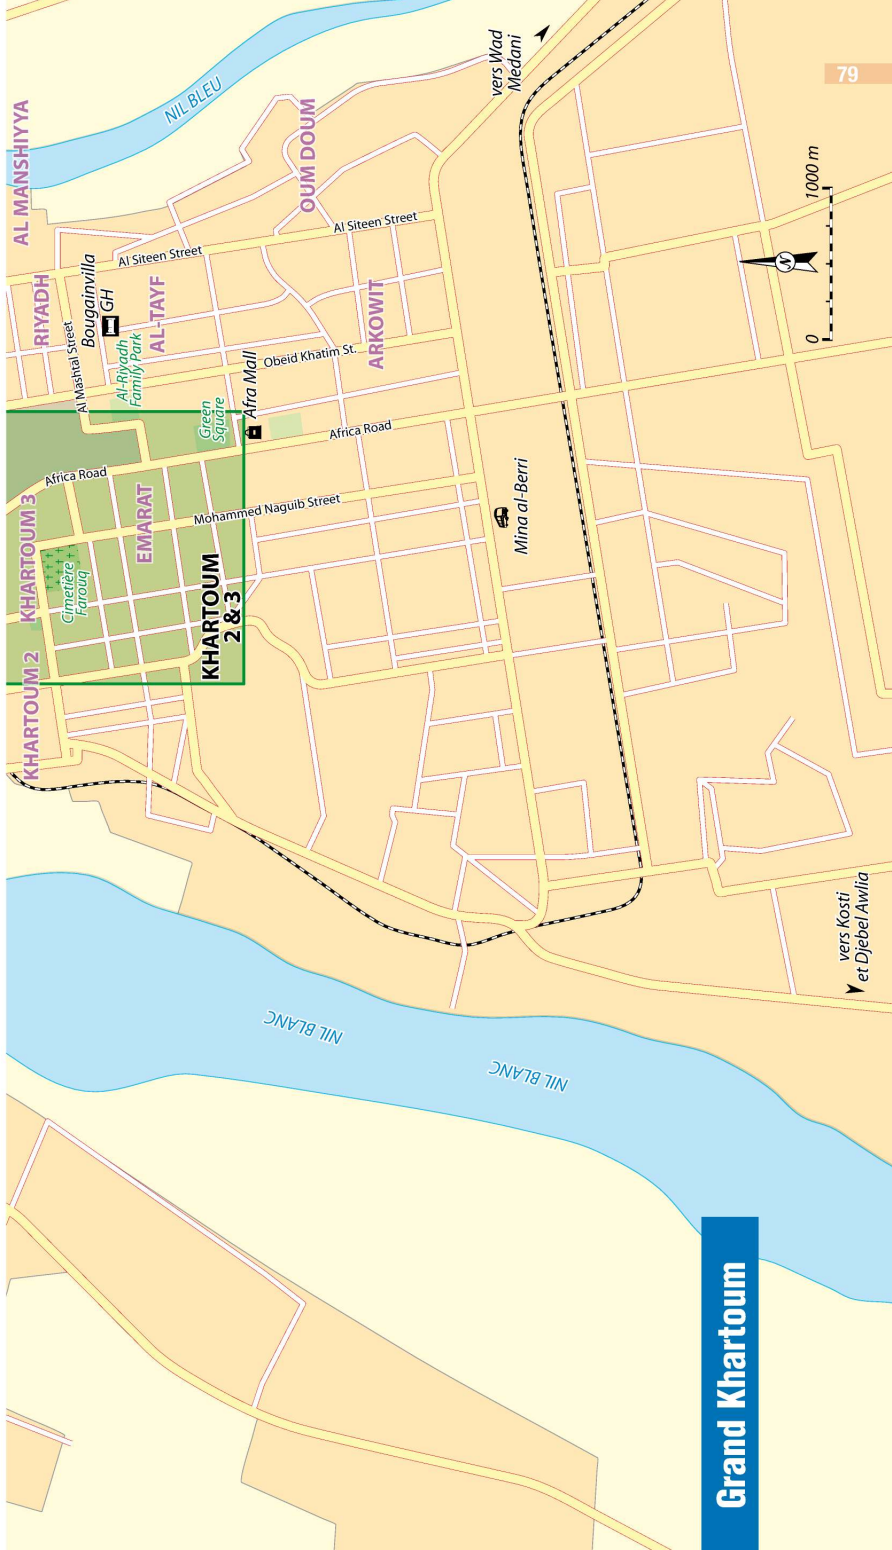 AL MANSHIYYA
NIL BLEU
vers Wad
Medani
79
OUM DOUM
1000 m
0
N
RIYADH
Al Siteen Street
Al Siteen Street
Bougainvilla
GH
AL-TAYF
ARKOWIT
Al Mashtal Street
Al-Riyadh
Family Park
Obeid Khatim St.
Afra Mall
Green
Square
Africa Road
Africa Road
KHARTOUM 3
EMARAT
Mohammed Naguib Street
Mina al-Berri
Cimetière
Farouq
KHARTOUM
2 & 3
KHARTOUM 2
vers Kosti
et Djebel Awlia
NIL BLANC
NIL BLANC
Grand Khartoum